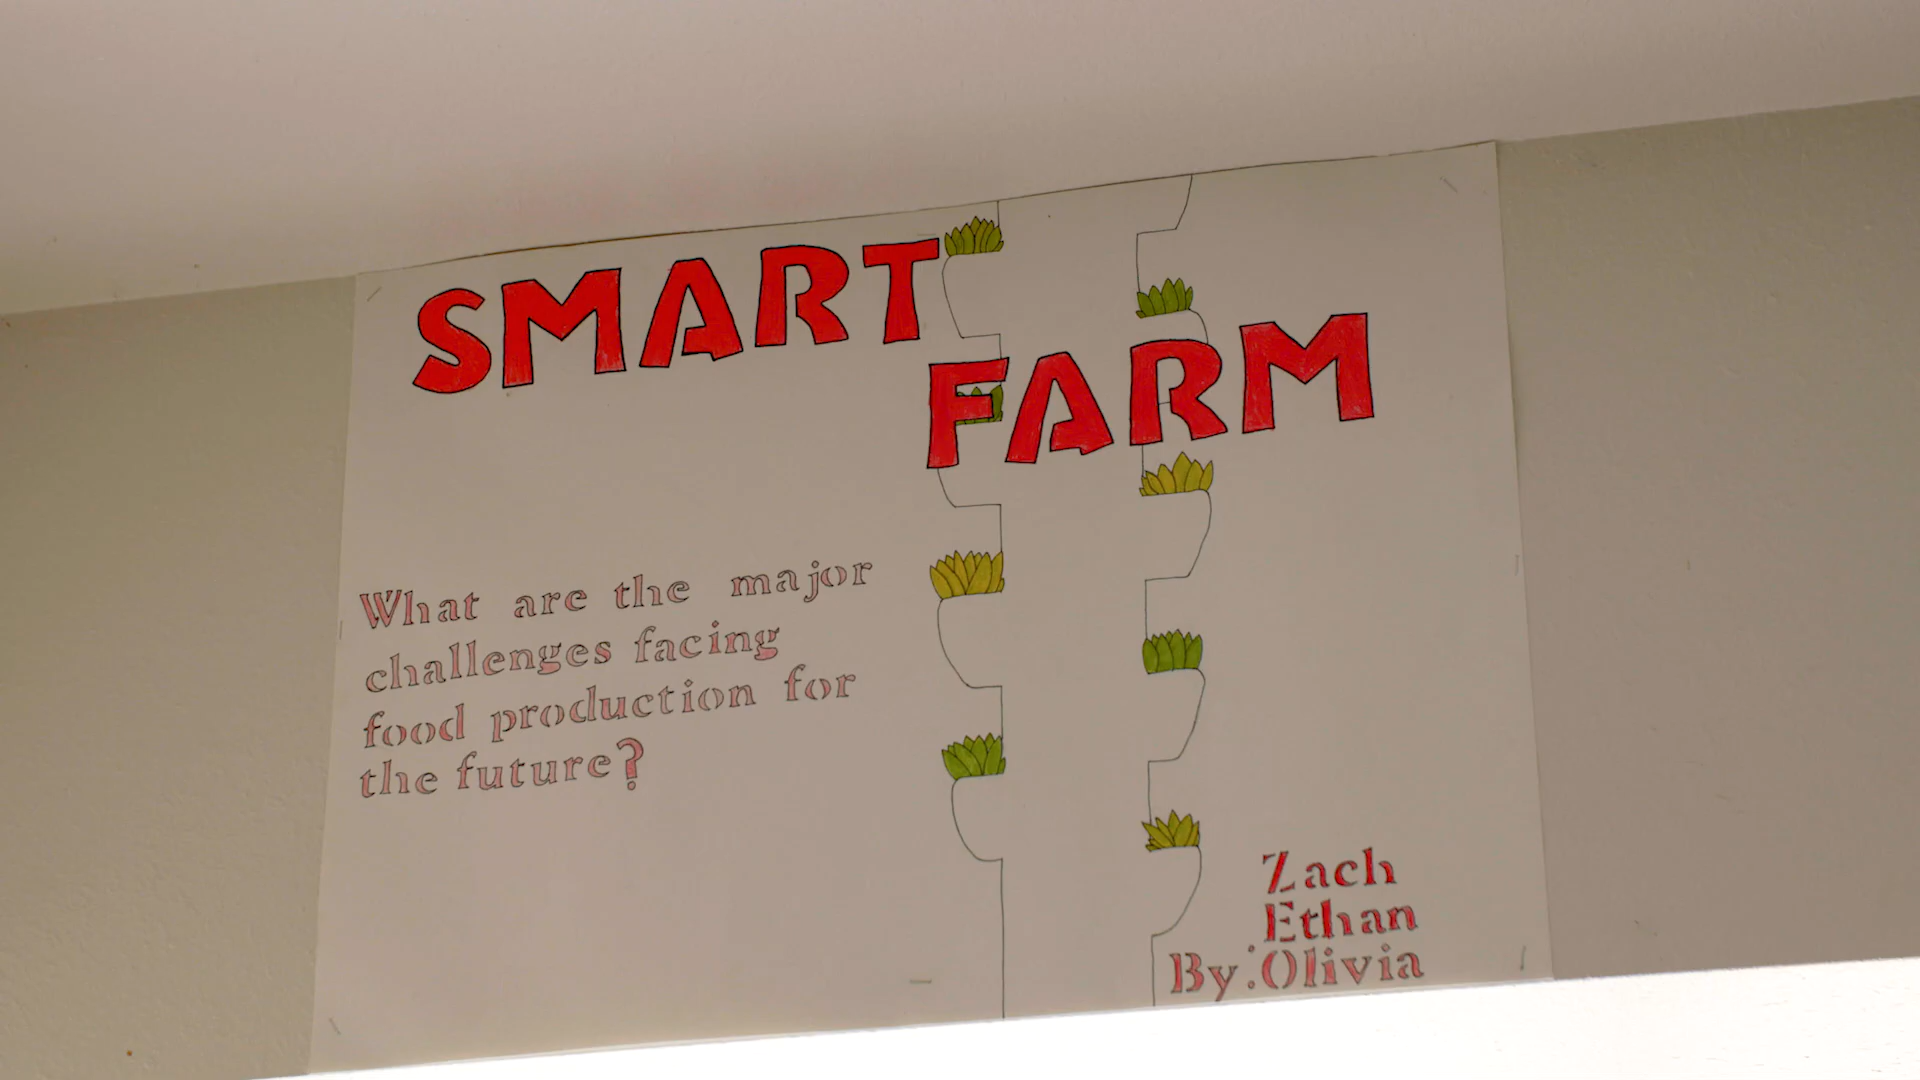 SMART
FARM
What are the major
challenges facing
food production for
the future?
Zach
Ethan
By:Olivia